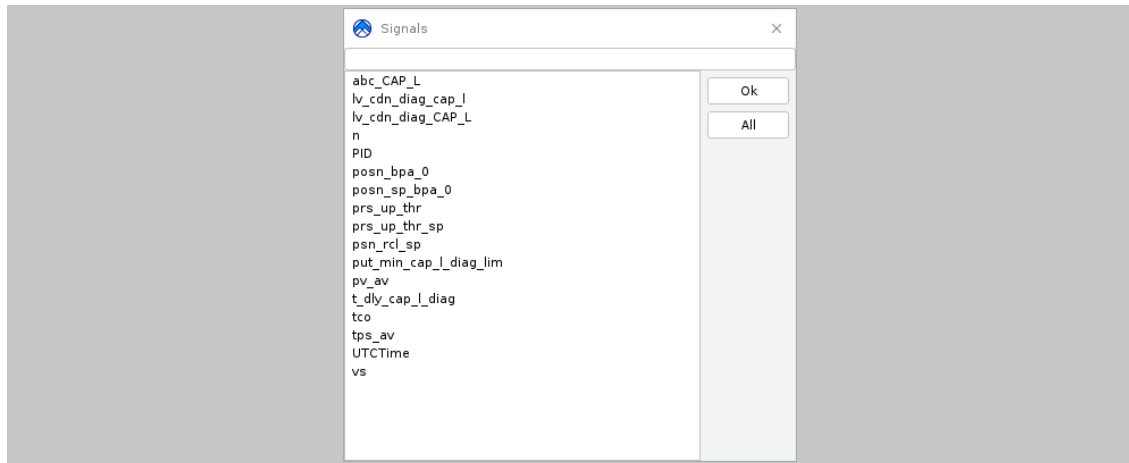 Signals
abc_CAP_L
lv_cdn_diag_cap_l
lv_cdn_diag_CAP_L
n
PID
posn_bpa_0
posn_sp_bpa_0
prs_up_thr
prs_up_thr_sp
psn_rcl_sp
put_min_cap_l_diag_lim
pv_av
t_dly_cap_l_diag
tco
tps_av
UTCTime
vs
Ok
All